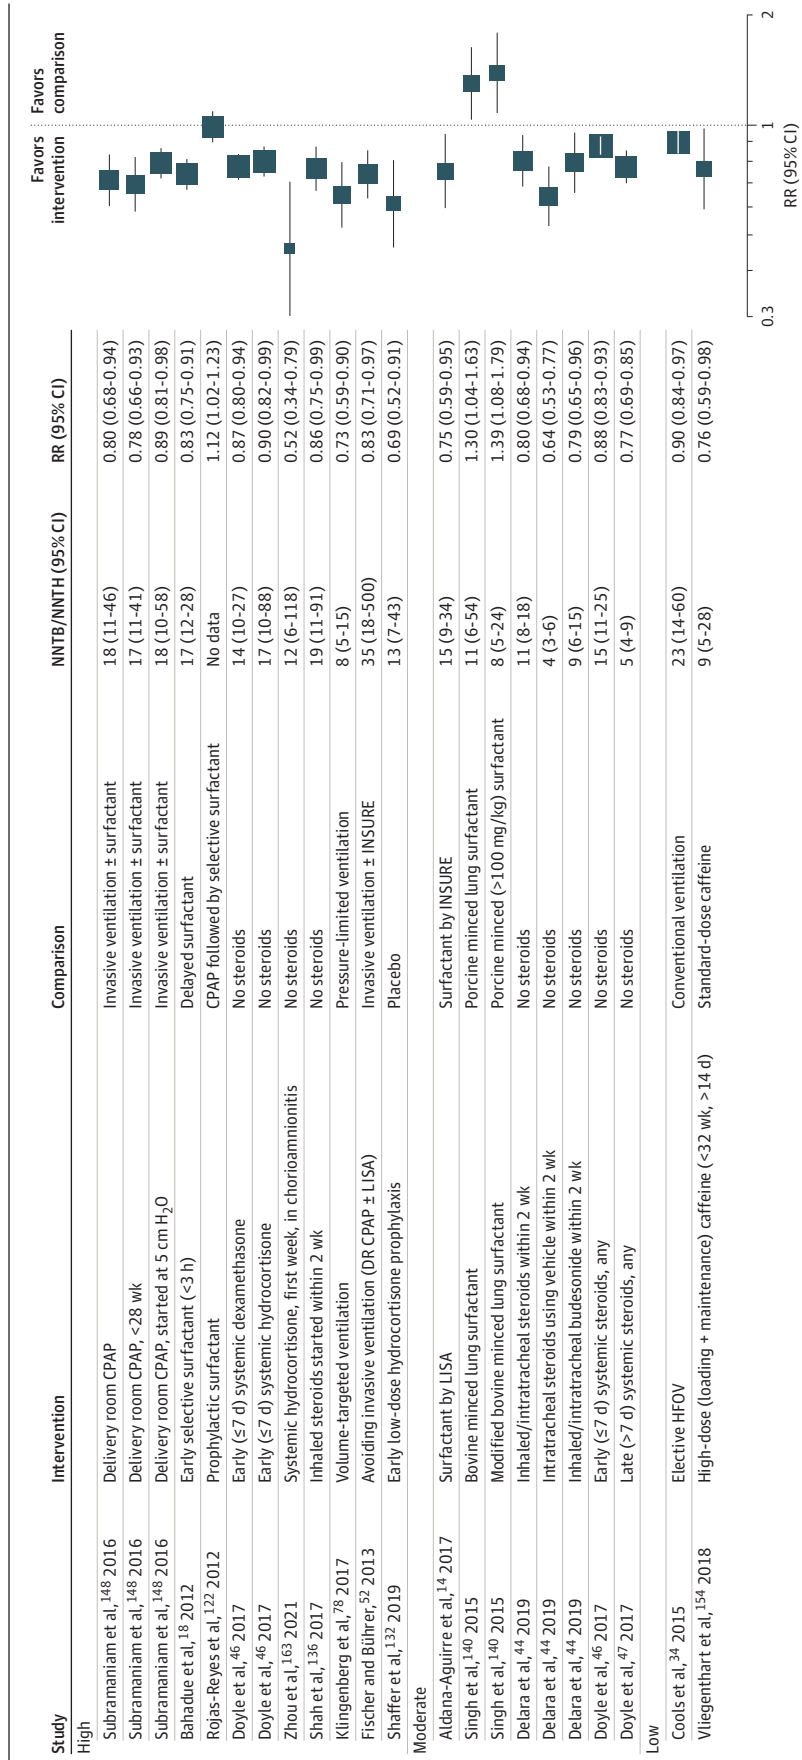 Study Intervention Comparison NNTB/NNTH (95% CI) RR (95% CI) Favors intervention Favors comparison
High
Subramaniam et al,148 2016 Delivery room CPAP Invasive ventilation ± surfactant 18 (11-46) 0.80 (0.68-0.94)
Subramaniam et al,148 2016 Delivery room CPAP, <28 wk Invasive ventilation ± surfactant 17 (11-41) 0.78 (0.66-0.93)
Subramaniam et al,148 2016 Delivery room CPAP, started at 5 cm H2O Invasive ventilation ± surfactant 18 (10-58) 0.89 (0.81-0.98)
Bahadue et al,18 2012 Early selective surfactant (<3 h) Delayed surfactant 17 (12-28) 0.83 (0.75-0.91)
Rojas-Reyes et al,122 2012 Prophylactic surfactant CPAP followed by selective surfactant No data 1.12 (1.02-1.23)
Doyle et al,46 2017 Early (≤7 d) systemic dexamethasone No steroids 14 (10-27) 0.87 (0.80-0.94)
Doyle et al,46 2017 Early (≤7 d) systemic hydrocortisone No steroids 17 (10-88) 0.90 (0.82-0.99)
Zhou et al,163 2021 Systemic hydrocortisone, first week, in chorioamnionitis No steroids 12 (6-118) 0.52 (0.34-0.79)
Shah et al,136 2017 Inhaled steroids started within 2 wk No steroids 19 (11-91) 0.86 (0.75-0.99)
Klingenberg et al,78 2017 Volume-targeted ventilation Pressure-limited ventilation 8 (5-15) 0.73 (0.59-0.90)
Fischer and Bührer,52 2013 Avoiding invasive ventilation (DR CPAP ± LISA) Invasive ventilation ± INSURE 35 (18-500) 0.83 (0.71-0.97)
Shaffer et al,132 2019 Early low-dose hydrocortisone prophylaxis Placebo 13 (7-43) 0.69 (0.52-0.91)
Moderate
Aldana-Aguirre et al,14 2017 Surfactant by LISA Surfactant by INSURE 15 (9-34) 0.75 (0.59-0.95)
Singh et al,140 2015 Bovine minced lung surfactant Porcine minced lung surfactant 11 (6-54) 1.30 (1.04-1.63)
Singh et al,140 2015 Modified bovine minced lung surfactant Porcine minced (>100 mg/kg) surfactant 8 (5-24) 1.39 (1.08-1.79)
Delara et al,44 2019 Inhaled/intratracheal steroids within 2 wk No steroids 11 (8-18) 0.80 (0.68-0.94)
Delara et al,44 2019 Intratracheal steroids using vehicle within 2 wk No steroids 4 (3-6) 0.64 (0.53-0.77)
Delara et al,44 2019 Inhaled/intratracheal budesonide within 2 wk No steroids 9 (6-15) 0.79 (0.65-0.96)
Doyle et al,46 2017 Early (≤7 d) systemic steroids, any No steroids 15 (11-25) 0.88 (0.83-0.93)
Doyle et al,47 2017 Late (>7 d) systemic steroids, any No steroids 5 (4-9) 0.77 (0.69-0.85)
Low
Cools et al,34 2015 Elective HFOV Conventional ventilation 23 (14-60) 0.90 (0.84-0.97)
Vliegenthart et al,154 2018 High-dose (loading + maintenance) caffeine (<32 wk, >14 d) Standard-dose caffeine 9 (5-28) 0.76 (0.59-0.98)
0.3 1 2
RR (95% CI)